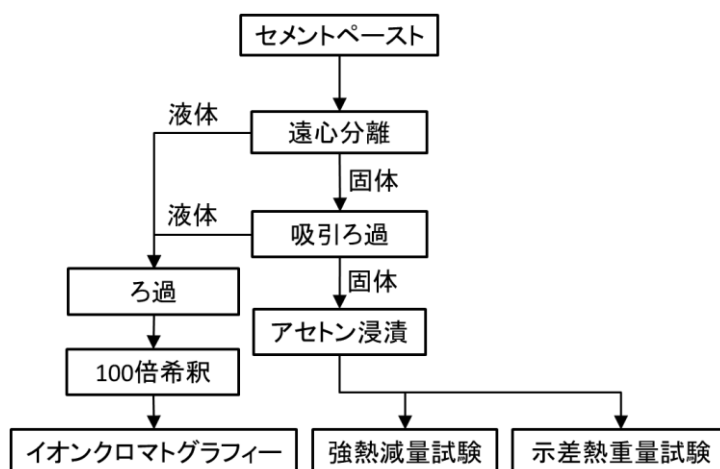 セメントペースト
液体
遠心分離
固体
液体
吸引ろ過
ろ過
固体
アセトン浸漬
100倍希釈
イオンクロマトグラフィー
強熱減量試験
示差熱重量試験